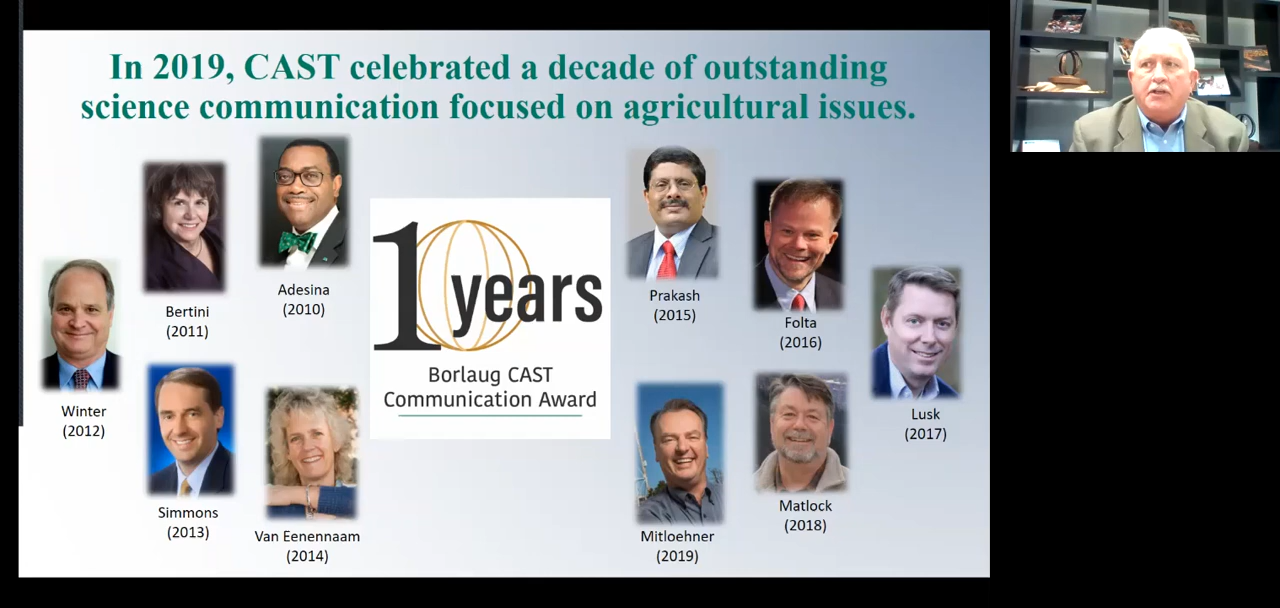 In 2019, CAST celebrated a decade of outstanding
science communication focused on agricultural issues.
Adesina
(2010)
Bertini
(2011)
Winter
(2012)
Simmons
(2013)
Van Eenennaam
(2014)
10 years
Borlaug CAST
Communication Award
Prakash
(2015)
Folta
(2016)
Lusk
(2017)
Matlock
(2018)
Mitloehner
(2019)